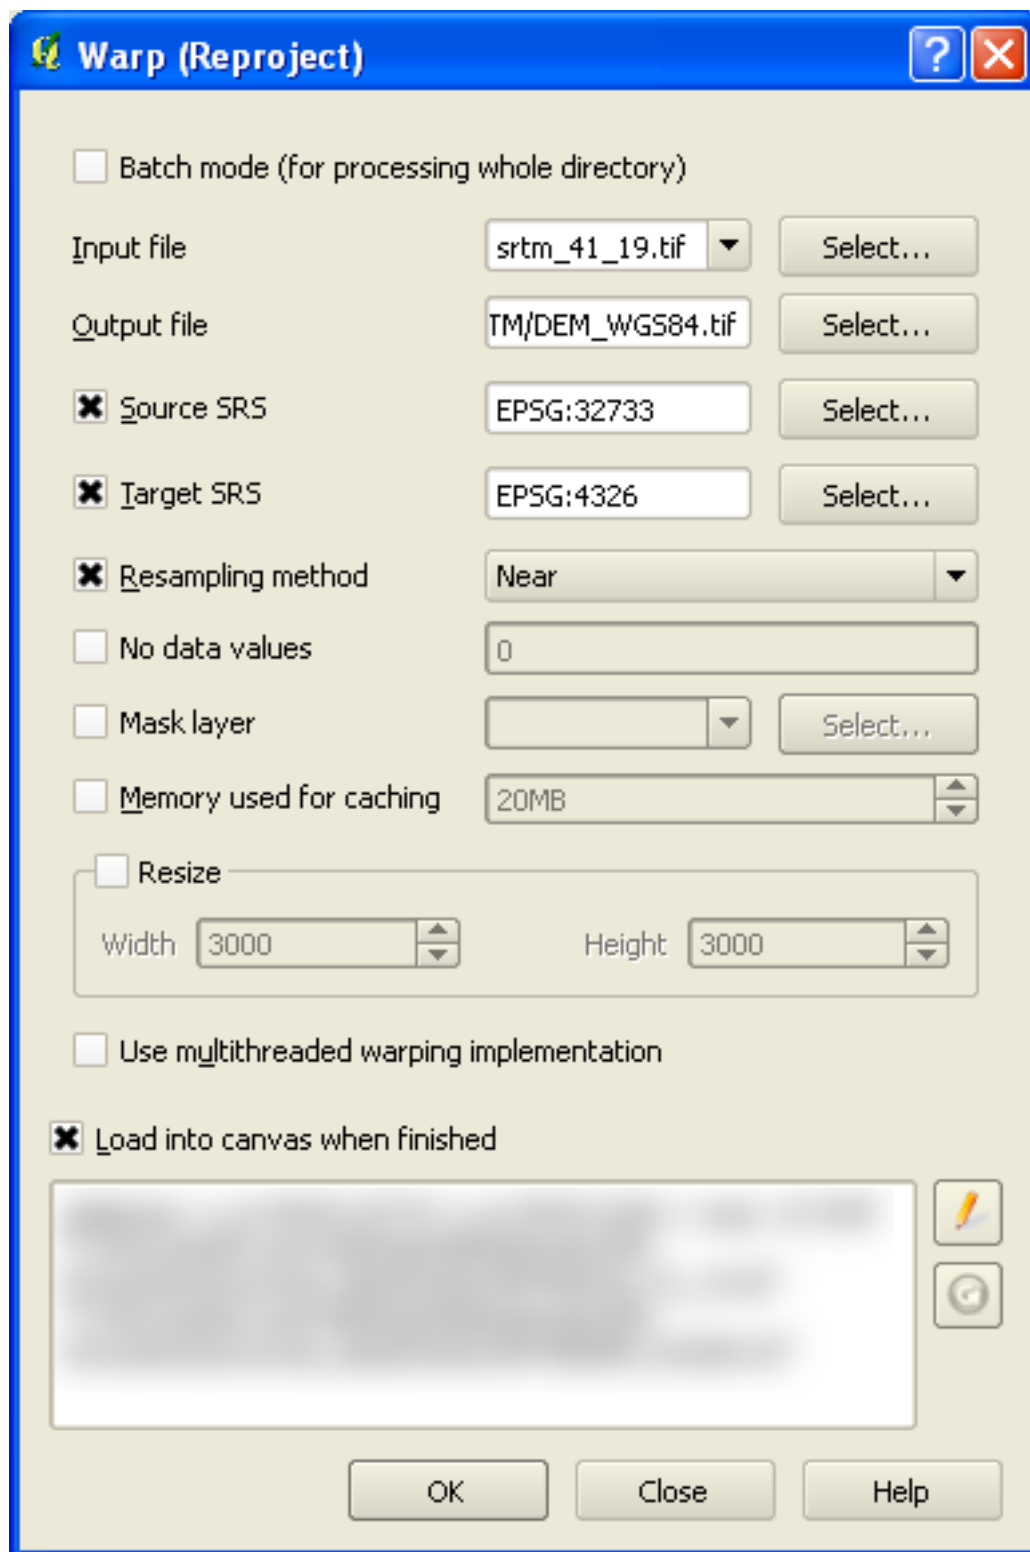 Warp (Reproject)
Batch mode (for processing whole directory)
Input file srtm_41_19.tif Select...
Output file TM/DEM_WGS84.tif Select...
Source SRS EPSG:32733 Select...
Target SRS EPSG:4326 Select...
Resampling method Near
No data values 0
Mask layer Select...
Memory used for caching 20MB
Resize
Width 3000 Height 3000
Use multithreaded warping implementation
Load into canvas when finished
OK Close Help